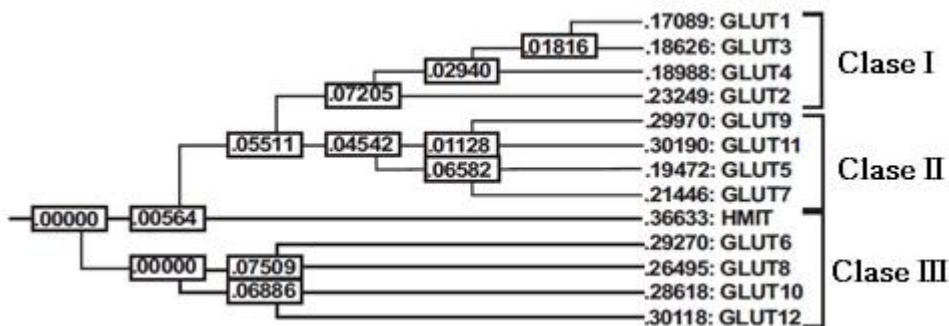 .17089: GLUT1
.01816
.18626: GLUT3
Clase I
.02940
.18988: GLUT4
.07205
.23249: GLUT2
.29970: GLUT9
.05511
.04542
.01128
.30190: GLUT11
.06582
.19472: GLUT5
Clase II
.21446: GLUT7
.00000
.00564
.36633: HMIT
.29270: GLUT6
.00000
.07509
.26495: GLUT8
Clase III
.06886
.28618: GLUT10
.30118: GLUT12